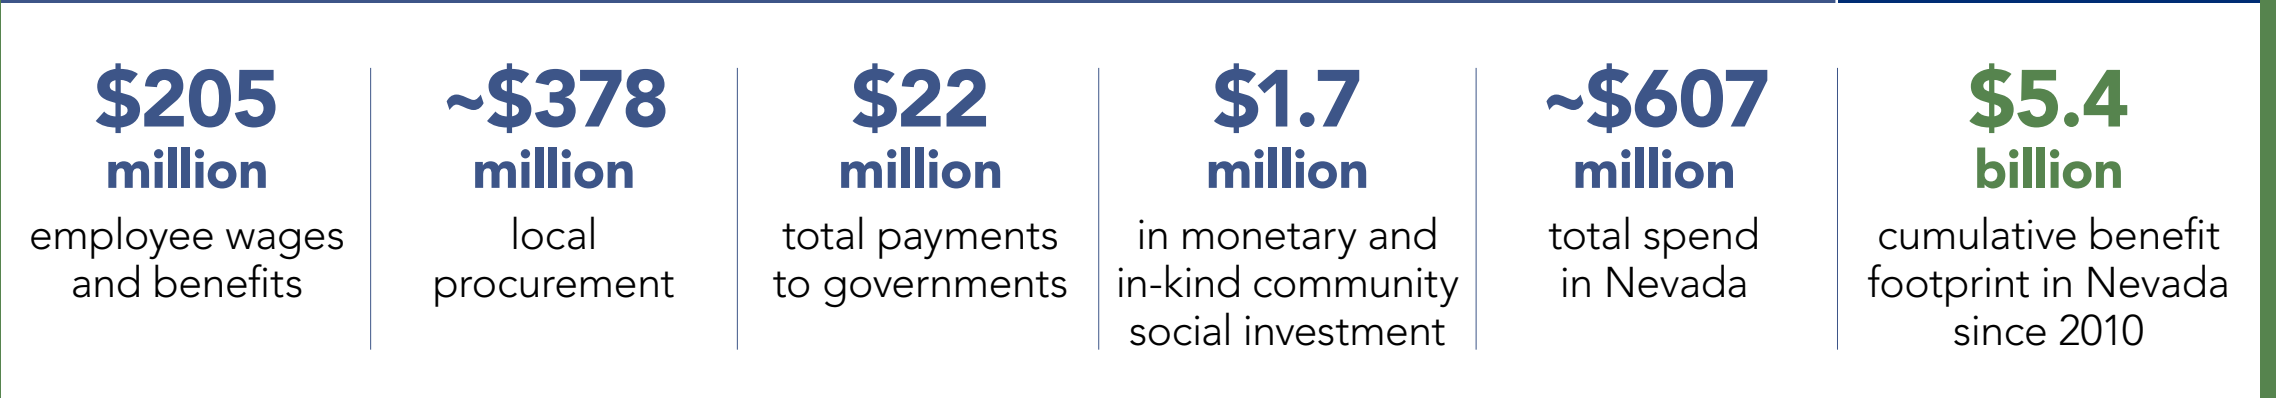 $205
million
employee wages
and benefits
~$378
million
local
procurement
$22
million
total payments
to governments
$1.7
million
in monetary and
in-kind community
social investment
~$607
million
total spend
in Nevada
$5.4
billion
cumulative benefit
footprint in Nevada
since 2010